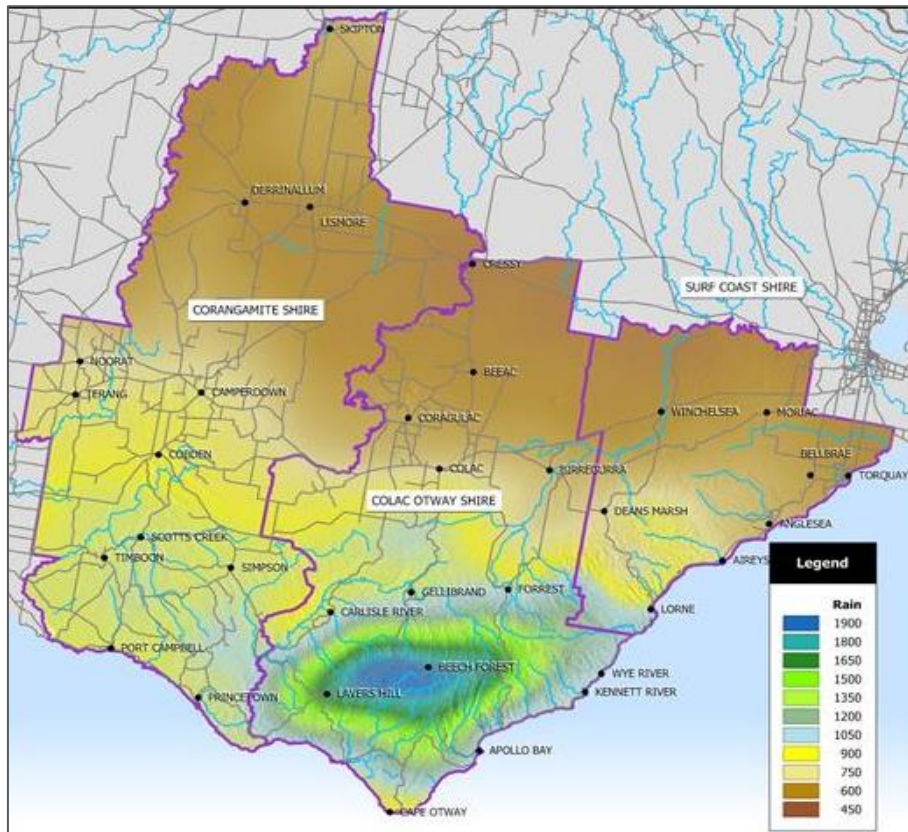 SKIPTON
DERRINALLUM
LISMORE
CRESSY
SURF COAST SHIRE
CORANGAMITE SHIRE
NOORAT
BEEAC
TERANG
CAMPERDOWN
CORAGULAC
WINCHELSEA
MORIAC
COBDEN
COLAC
BIRREGURRA
BELLBRAE
TORQUAY
COLAC OTWAY SHIRE
DEANS MARSH
ANGLESEA
SCOTTS CREEK
TIMBOON
SIMPSON
AIREYS
GELLIBRAND
FORREST
CARLISLE RIVER
LORNE
PORT CAMPBELL
BEECH FOREST
WYE RIVER
LAVERS HILL
KENNETT RIVER
PRINCETOWN
APOLLO BAY
CAPE OTWAY
Legend
Rain
1900
1800
1650
1500
1350
1200
1050
900
750
600
450